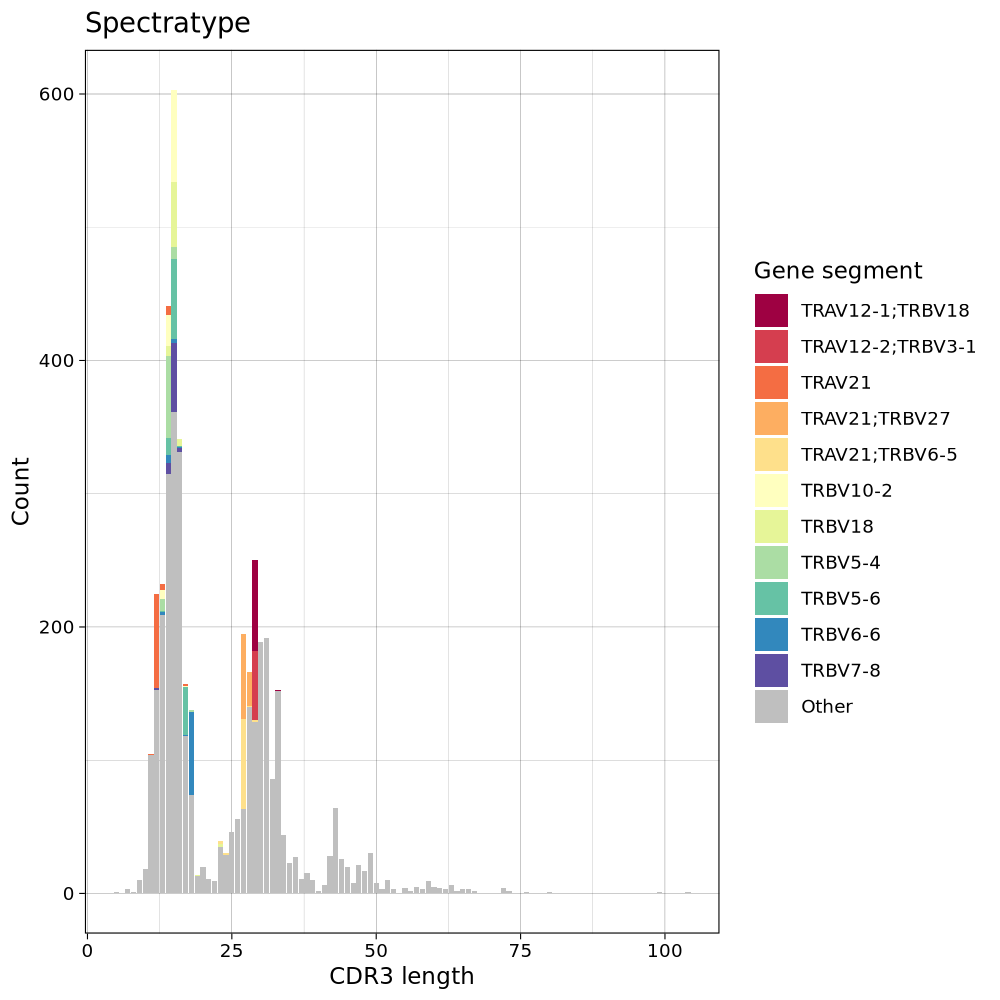 Spectratype
600
400
200
0
Count
0 25 50 75 100
CDR3 length
Gene segment
TRAV12-1;TRBV18
TRAV12-2;TRBV3-1
TRAV21
TRAV21;TRBV27
TRAV21;TRBV6-5
TRBV10-2
TRBV18
TRBV5-4
TRBV5-6
TRBV6-6
TRBV7-8
Other